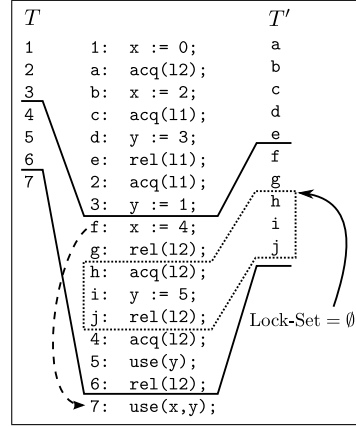 T T′
1 1: x := 0; a
2 a: acq(l2); b
3 b: x := 2; c
4 c: acq(l1); d
5 d: y := 3; e
6 e: rel(l1); f
7 2: acq(l1); g
3: y := 1; h
f: x := 4; i
g: rel(l2); j
h: acq(l2);
i: y := 5;
j: rel(l2); Lock-Set = ∅
4: acq(l2);
5: use(y);
6: rel(l2);
7: use(x,y);